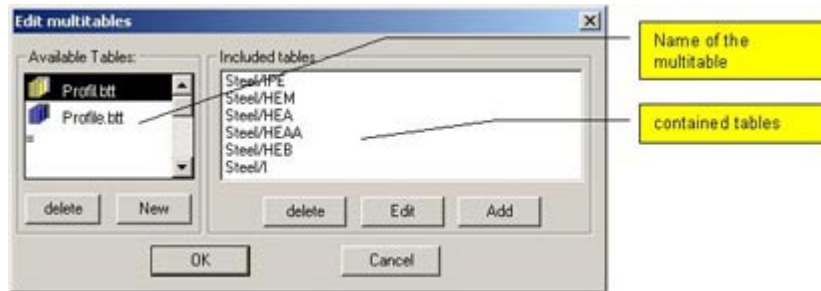 Edit multitables
Available Tables:
Profil.btt
Profile.btt
=
delete
New
Included tables
Steel/IPE
Steel/HEM
Steel/HEA
Steel/HEAA
Steel/HEB
Steel/I
delete
Edit
Add
OK
Cancel
Name of the
multitable
contained tables